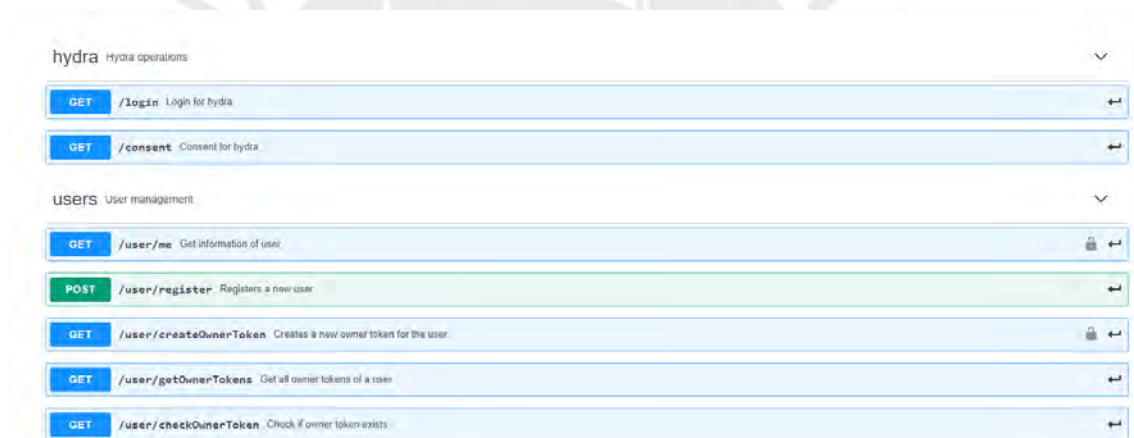 hydra Hydra operations
GET /login Login for hydra
GET /consent Consent for hydra
users User management
GET /user/me Get information of user
POST /user/register Registers a new user
GET /user/createOwnerToken Creates a new owner token for the user
GET /user/getOwnerTokens Get all owner tokens of a user
GET /user/checkOwnerToken Check if owner token exists